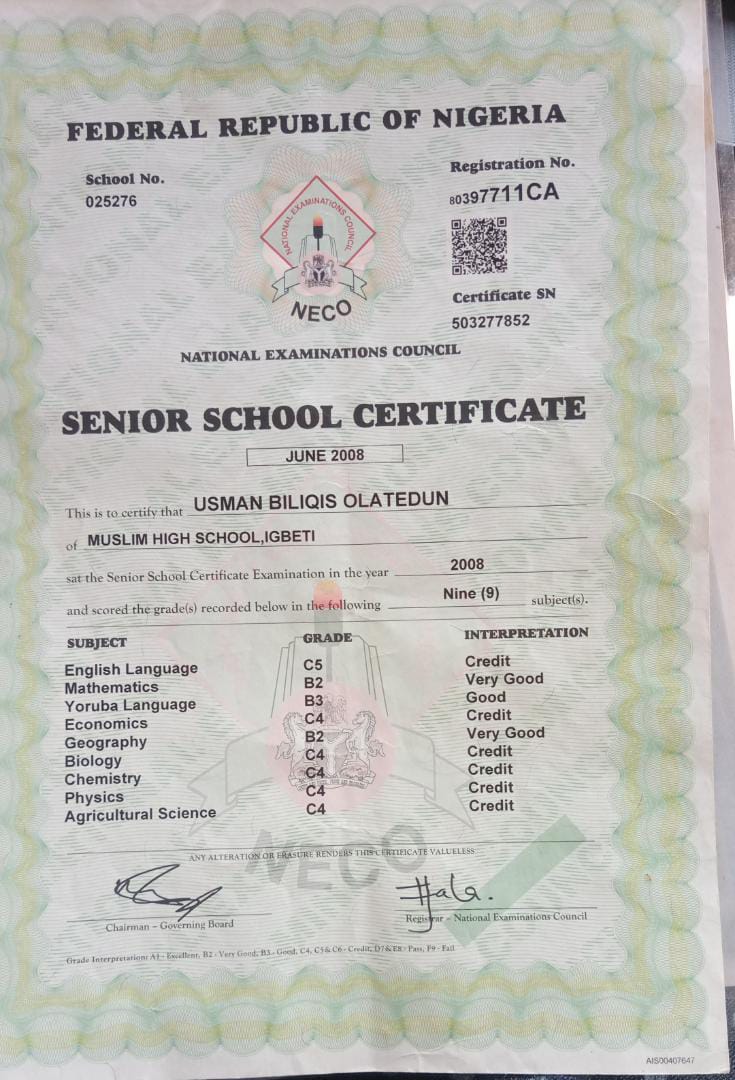 FEDERAL REPUBLIC OF NIGERIA
School No.
025276
Registration No.
80397711CA
NATIONAL EXAMINATIONS COUNCIL
NECO
Certificate SN
503277852
NATIONAL EXAMINATIONS COUNCIL
SENIOR SCHOOL CERTIFICATE
JUNE 2008
This is to certify that USMAN BILIQIS OLATEDUN
of MUSLIM HIGH SCHOOL,IGBETI
sat the Senior School Certificate Examination in the year 2008
and scored the grade(s) recorded below in the following Nine (9) subject(s).
SUBJECT GRADE INTERPRETATION
English Language C5 Credit
Mathematics B2 Very Good
Yoruba Language B3 Good
Economics C4 Credit
Geography B2 Very Good
Biology C4 Credit
Chemistry C4 Credit
Physics C4 Credit
Agricultural Science C4 Credit
NECO
ANY ALTERATION OR ERASURE RENDERS THIS CERTIFICATE VALUELESS
Chairman - Governing Board
Registrar - National Examinations Council
Grade Interpretation: A1 - Excellent, B2 - Very Good, B3 - Good, C4, C5 & C6 - Credit, D7 & E8 - Pass, F9 - Fail
AIS00407647